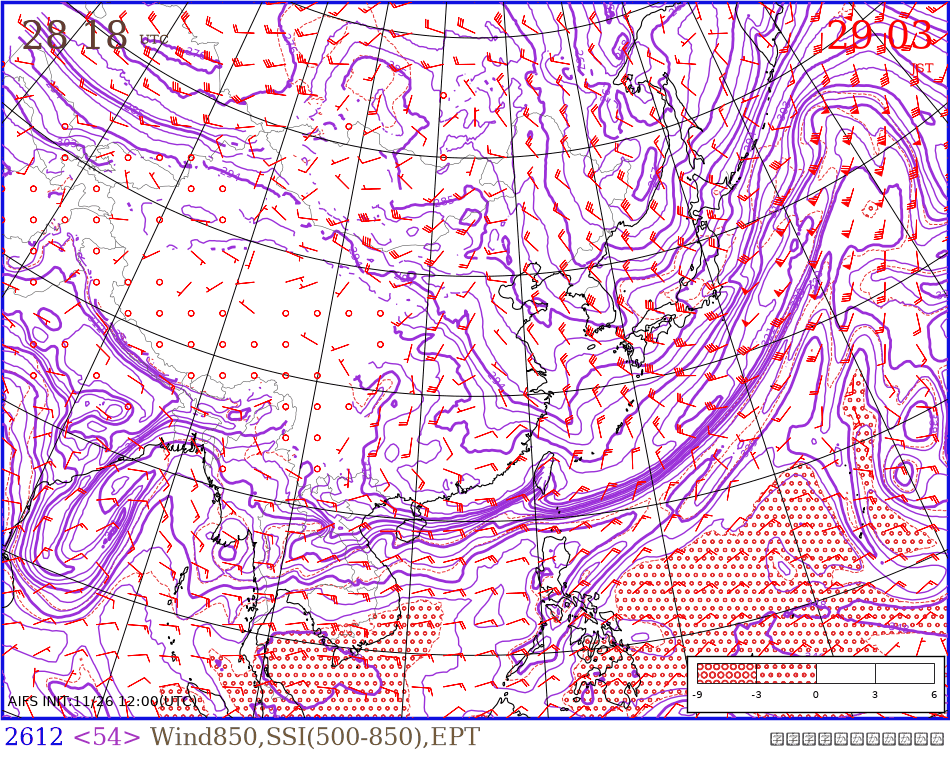 28 18 UTC
29 03
JST
-9 -3 0 3 6
AIFS INIT:11/26 12:00(UTC)
2612 <54> Wind850,SSI(500-850),EPT